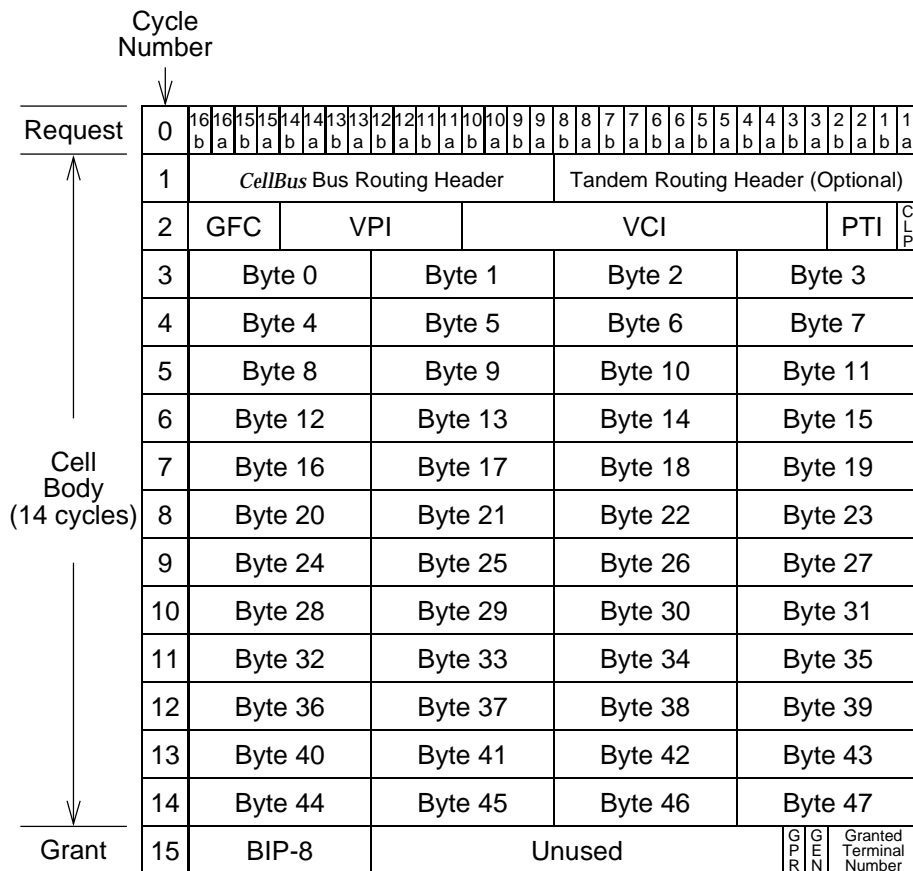 Cycle
Number
Request 0 16 b 16 a 15 b 15 a 14 b 14 a 13 b 13 a 12 b 12 a 11 b 11 a 10 b 10 a 9 b 9 a 8 b 8 a 7 b 7 a 6 b 6 a 5 b 5 a 4 b 4 a 3 b 3 a 2 b 2 a 1 b 1 a
1 CellBus Bus Routing Header Tandem Routing Header (Optional)
2 GFC VPI VCI PTI CLP
3 Byte 0 Byte 1 Byte 2 Byte 3
4 Byte 4 Byte 5 Byte 6 Byte 7
5 Byte 8 Byte 9 Byte 10 Byte 11
6 Byte 12 Byte 13 Byte 14 Byte 15
Cell
Body
(14 cycles)
7 Byte 16 Byte 17 Byte 18 Byte 19
8 Byte 20 Byte 21 Byte 22 Byte 23
9 Byte 24 Byte 25 Byte 26 Byte 27
10 Byte 28 Byte 29 Byte 30 Byte 31
11 Byte 32 Byte 33 Byte 34 Byte 35
12 Byte 36 Byte 37 Byte 38 Byte 39
13 Byte 40 Byte 41 Byte 42 Byte 43
14 Byte 44 Byte 45 Byte 46 Byte 47
Grant 15 BIP-8 Unused GPR GEN Granted Terminal Number